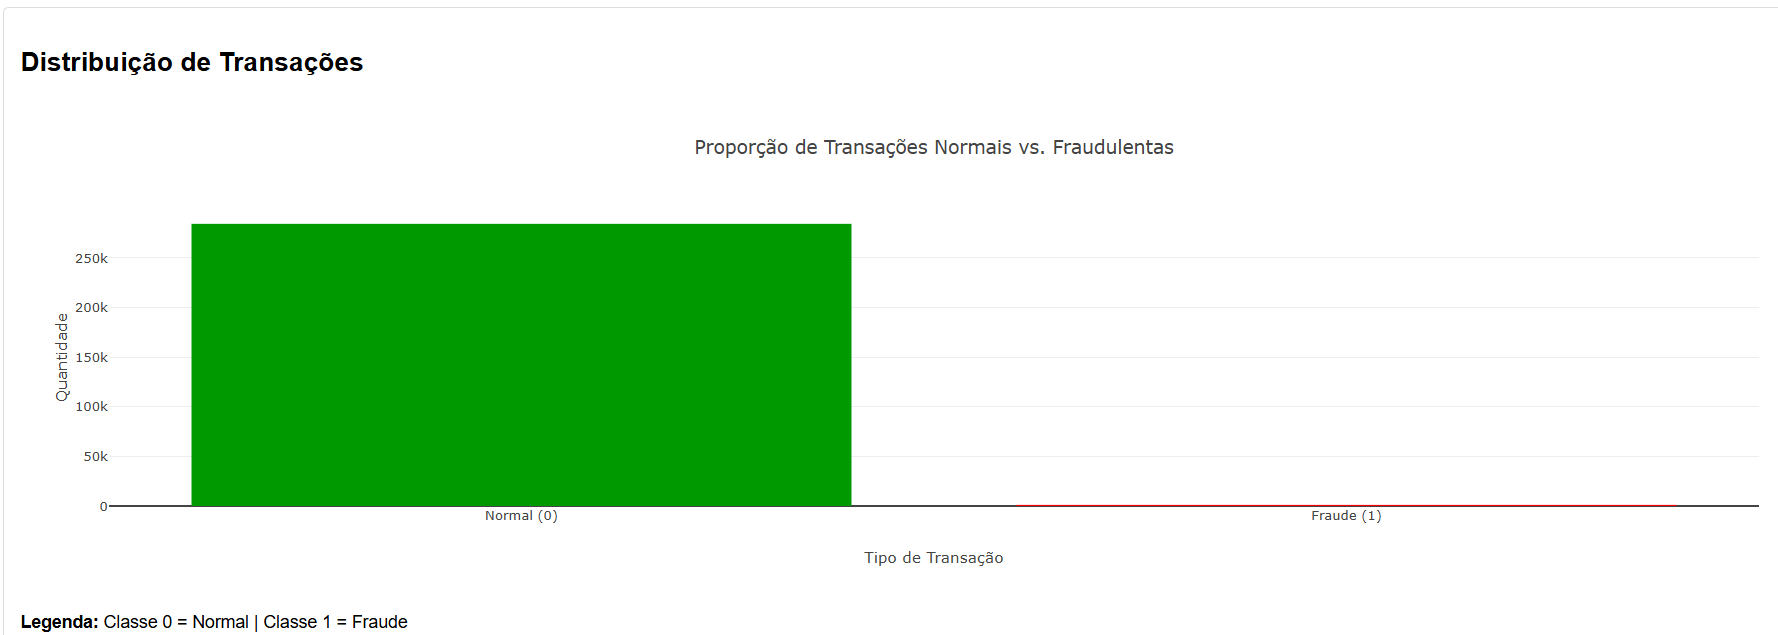 Distribuição de Transações
Proporção de Transações Normais vs. Fraudulentas
250k
200k
150k
100k
50k
0
Quantidade
Normal (0)
Fraude (1)
Tipo de Transação
Legenda: Classe 0 = Normal | Classe 1 = Fraude